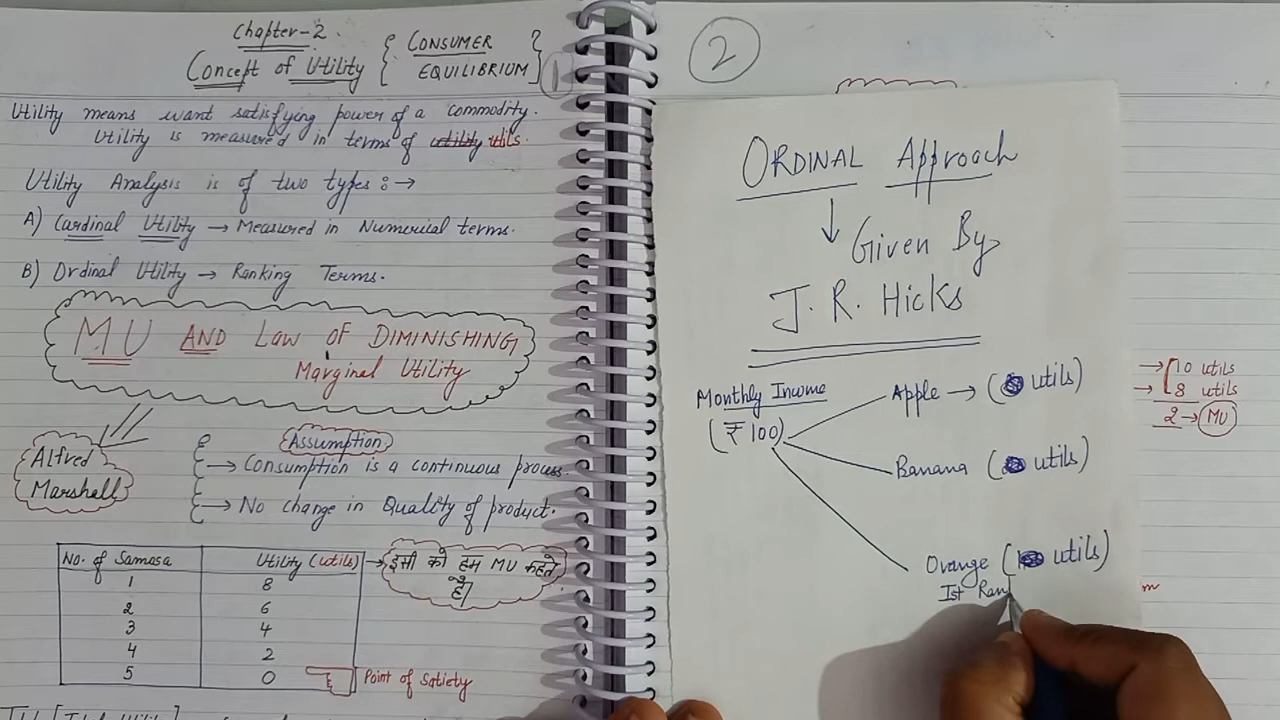 Chapter-2.
Concept of Utility { CONSUMER EQUILIBRIUM } 1
Utility means want satisfying power of a commodity.
Utility is measured in terms of utility utils.
Utility Analysis is of two types :→
A) Cardinal Utility → Measured in Numerical terms.
B) Ordinal Utility → Ranking Terms.
MU AND Law OF DIMINISHING
Marginal Utility
Alfred
Marshell
Assumption
→ Consumption is a continuous process.
→ No change in Quality of product.
No. of Samosa Utility (utils) → इसी को हम MU कहते
है।
1 8
2 6
3 4
4 2
5 0 Point of Satiety
2
ORDINAL Approach
↓ Given By
J. R. Hicks
Monthly Income
(₹100)
Apple → ( utils)
Banana ( utils)
Orange ( utils)
Ist Ran
→ 10 utils
→ 8 utils
2 → MU
m